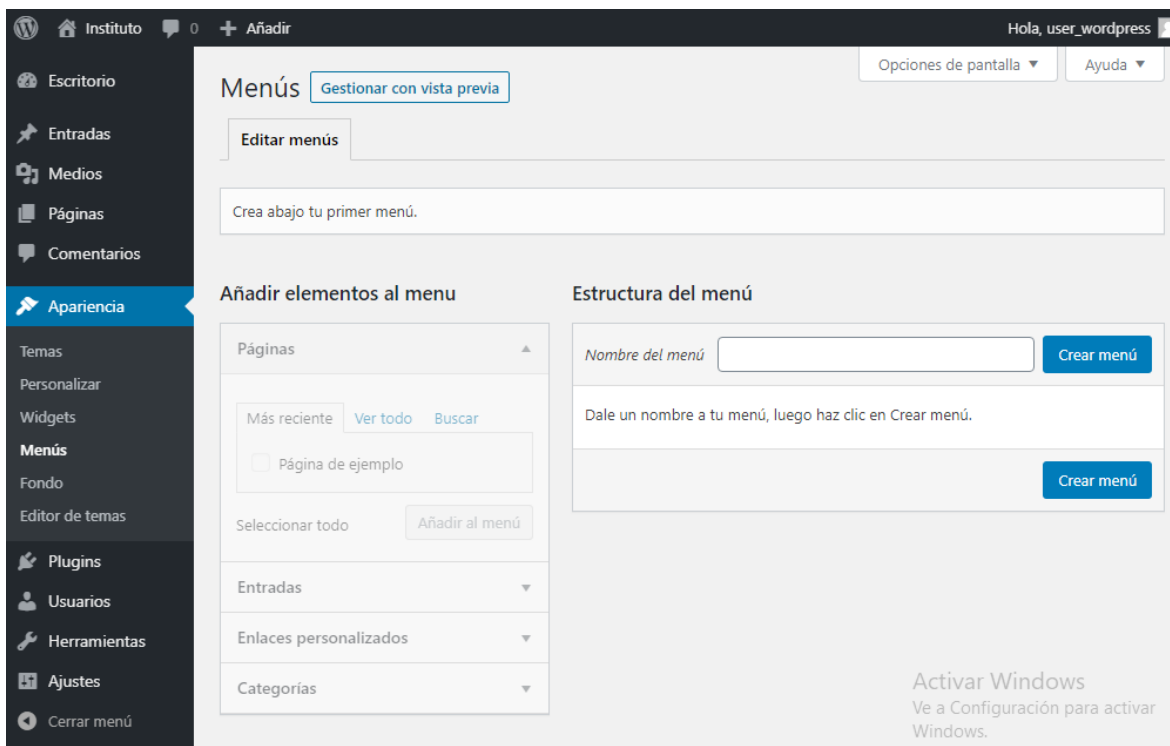 Instituto 0 Añadir Hola, user_wordpress
Opciones de pantalla Ayuda
Escritorio
Entradas
Medios
Páginas
Comentarios
Apariencia
Temas
Personalizar
Widgets
Menús
Fondo
Editor de temas
Plugins
Usuarios
Herramientas
Ajustes
Cerrar menú
Menús Gestionar con vista previa
Editar menús
Crea abajo tu primer menú.
Añadir elementos al menu
Páginas
Más reciente Ver todo Buscar
Página de ejemplo
Seleccionar todo Añadir al menú
Entradas
Enlaces personalizados
Categorías
Estructura del menú
Nombre del menú Crear menú
Dale un nombre a tu menú, luego haz clic en Crear menú.
Crear menú
Activar Windows
Ve a Configuración para activar
Windows.